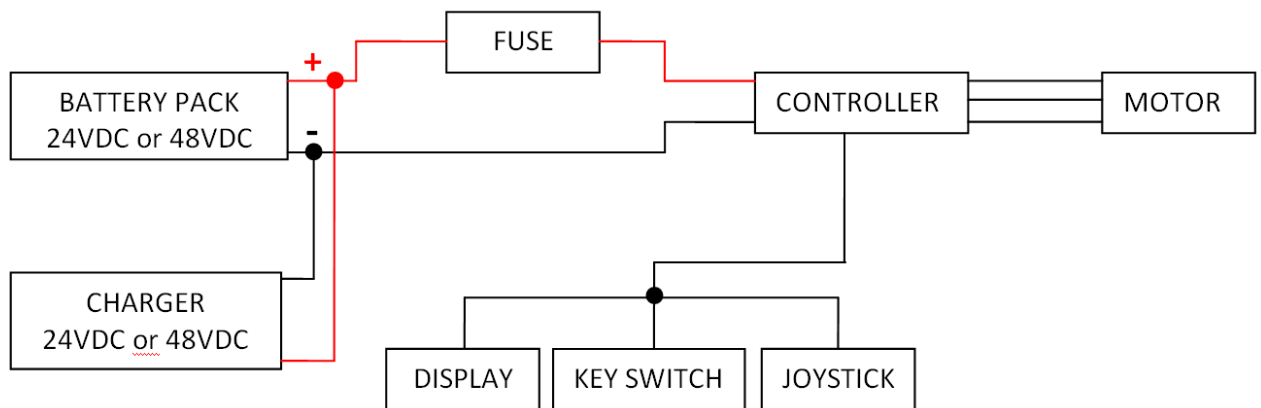 FUSE
+
BATTERY PACK
24VDC or 48VDC
-
CONTROLLER
MOTOR
CHARGER
24VDC or 48VDC
DISPLAY
KEY SWITCH
JOYSTICK